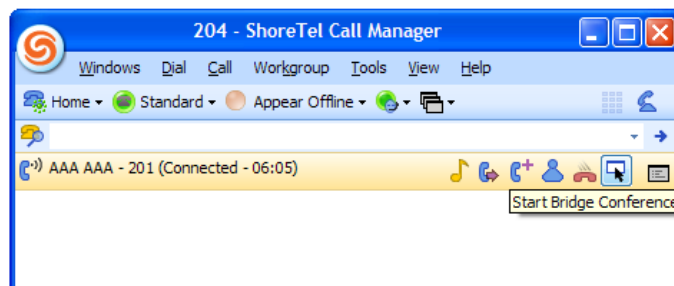 204 - ShoreTel Call Manager
Windows Dial Call Workgroup Tools View Help
Home Standard Appear Offline
AAA AAA - 201 (Connected - 06:05)
Start Bridge Conference